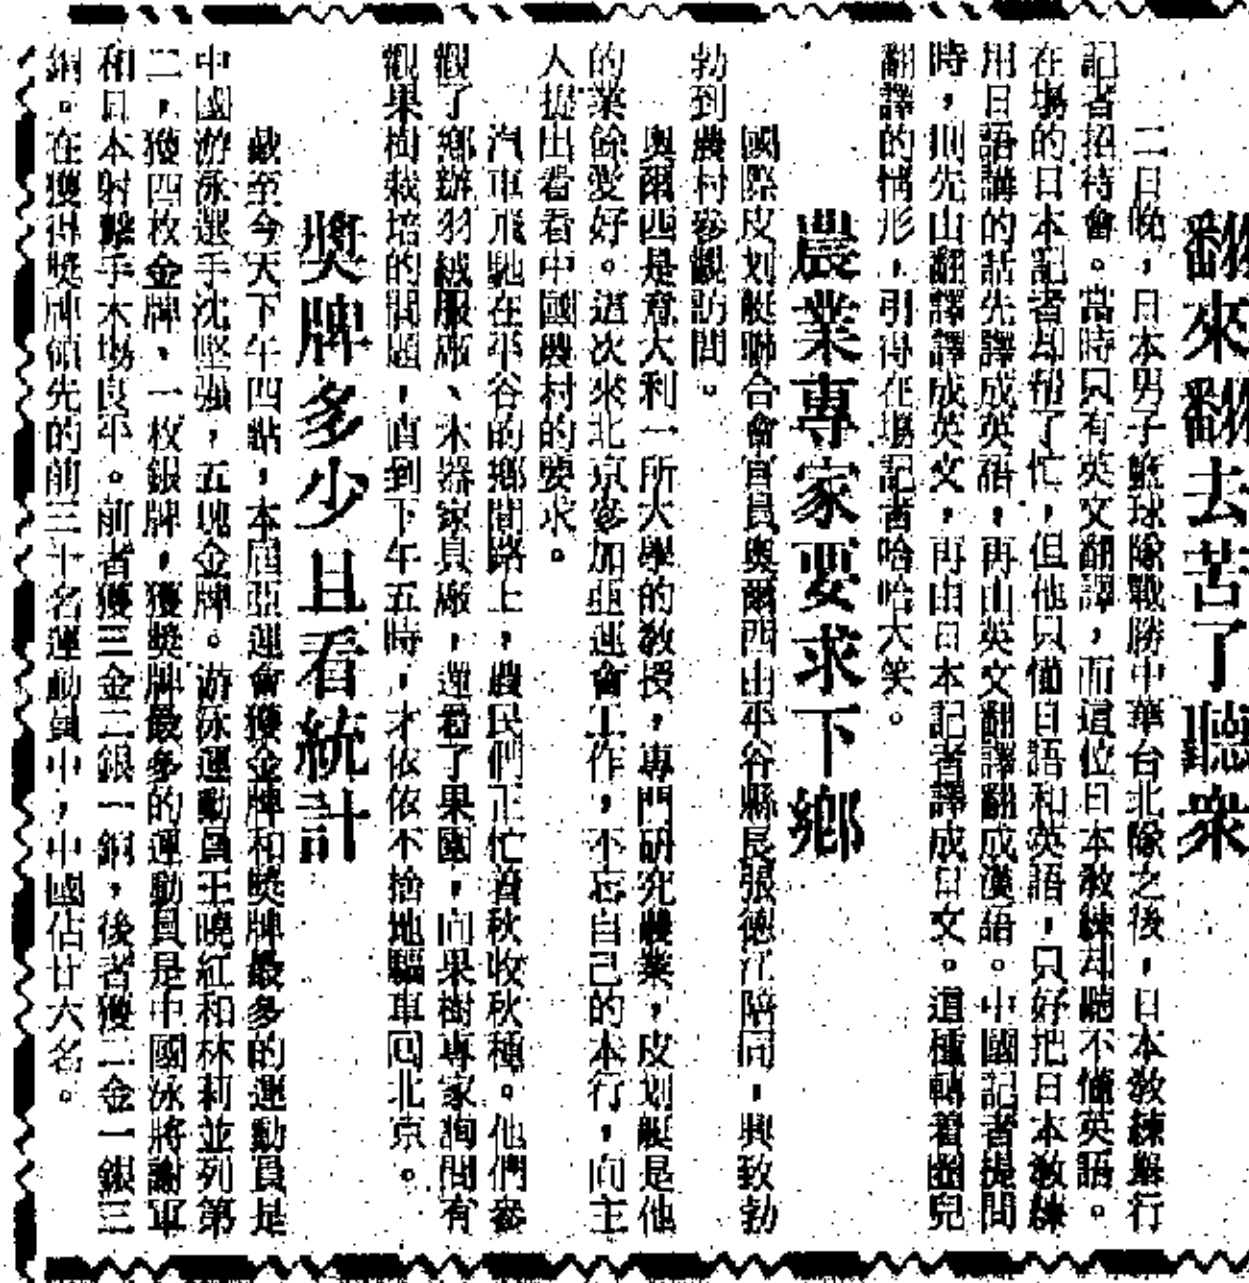 翻來翻去苦了聽衆
二日晚，日本男子籃球隊戰勝中華台北隊之後，日本教練舉行
記者招待會。當時只有英文翻譯，而這位日本教練却聽不懂英語。
在場的日本記者却帮了忙，但他只懂日語和英語，只好把日本教練
用日語講的話先譯成英語，再由英文翻譯翻成漢語。中國記者提問
時，則先由翻譯譯成英文，再由日本記者譯成日文。這種轉着圈兒
翻譯的情形，引得在場記者哈哈大笑。
農業專家要求下鄉
國際皮划艇聯合會官員奧爾西由平谷縣長張德江陪同，興致勃
勃到農村參觀訪問。
奧爾西是意大利一所大學的教授，專門研究農業，皮划艇是他
的業餘愛好。這次來北京參加亞運會工作，不忘自己的本行，向主
人提出看看中國農村的要求。
汽車飛馳在平谷的鄉間路上，農民們正忙着秋收秋種。他們參
觀了鄉辦羽絨服廠、木器家具廠，還看了果園，向果樹專家詢問有
觀果樹栽培的問題，直到下午五時，才依依不捨地驅車回北京。
獎牌多少且看統計
截至今天下午四點，本屆亞運會獲金牌和獎牌最多的運動員是
中國游泳選手沈堅強，五塊金牌。游泳運動員王曉紅和林莉並列第
二，獲四枚金牌、一枚銀牌，獲獎牌最多的運動員是中國泳將謝軍
和日本射擊手木場良平。前者獲三金二銀一銅，後者獲二金一銀三
銅。在獲得獎牌領先的前三十名運動員中，中國佔廿六名。